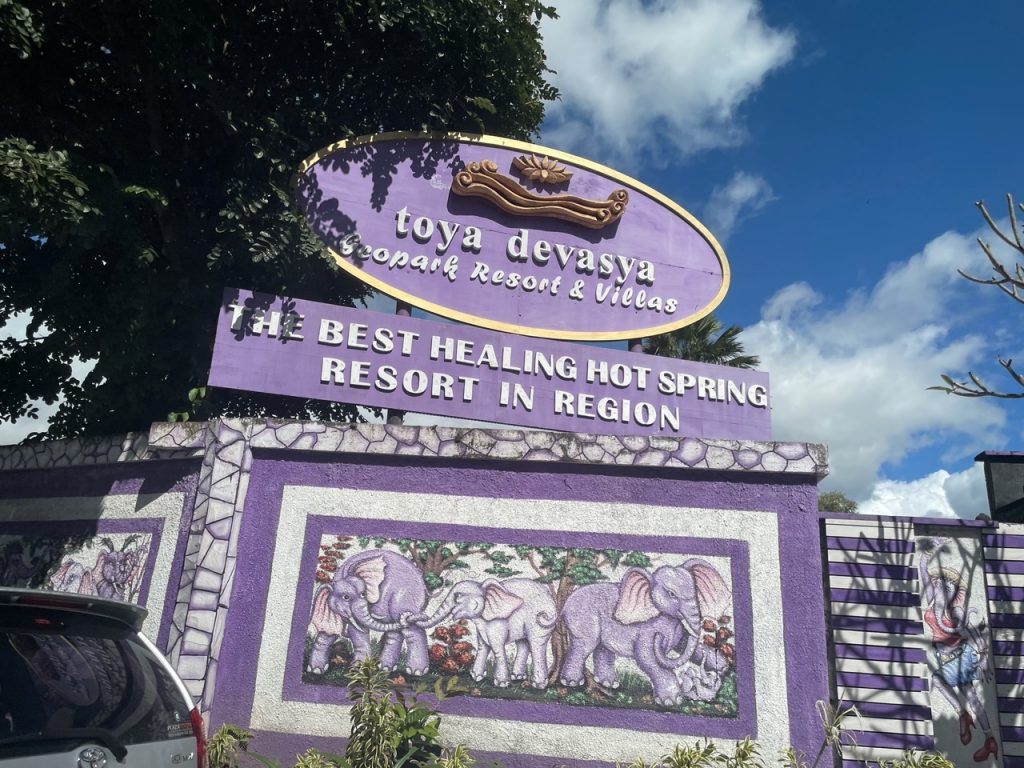 toya devasya
Geopark Resort & Villas
THE BEST HEALING HOT SPRING
RESORT IN REGION